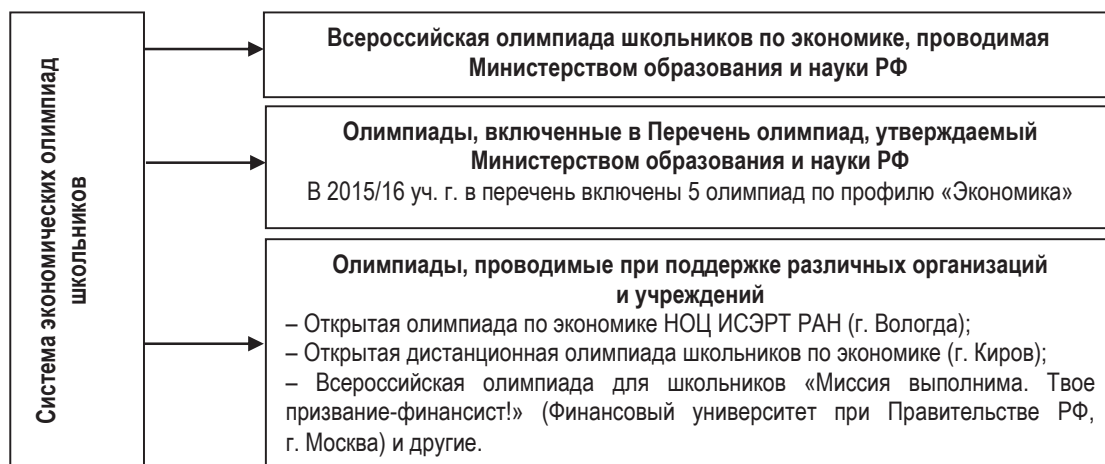 Система экономических олимпиад
школьников
Всероссийская олимпиада школьников по экономике, проводимая
Министерством образования и науки РФ
Олимпиады, включенные в Перечень олимпиад, утверждаемый
Министерством образования и науки РФ
В 2015/16 уч. г. в перечень включены 5 олимпиад по профилю «Экономика»
Олимпиады, проводимые при поддержке различных организаций
и учреждений
– Открытая олимпиада по экономике НОЦ ИСЭРТ РАН (г. Вологда);
– Открытая дистанционная олимпиада школьников по экономике (г. Киров);
– Всероссийская олимпиада для школьников «Миссия выполнима. Твое
призвание-финансист!» (Финансовый университет при Правительстве РФ,
г. Москва) и другие.